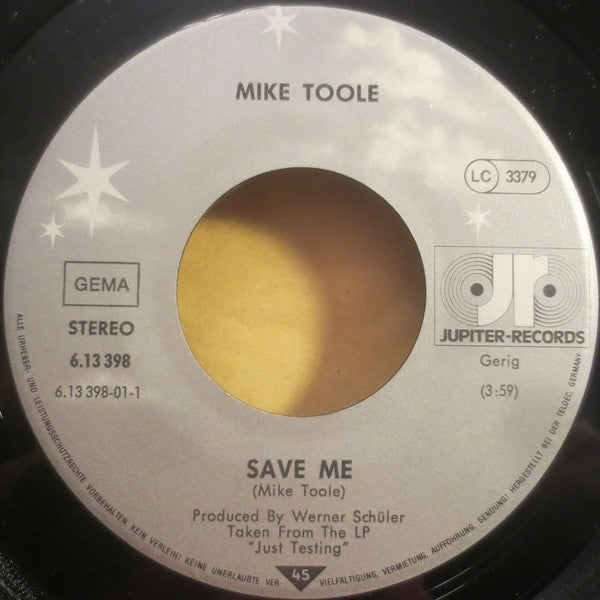 MIKE TOOLE
LC 3379
GEMA
STEREO
6.13 398
6.13 398-01-1
jr
JUPITER-RECORDS
Gerig
(3:59)
SAVE ME
(Mike Toole)
Produced By Werner Schüler
Taken From The LP
"Just Testing"
ALLE URHEBER- UND LEISTUNGSSCHUTZRECHTE VORBEHALTEN KEIN VERLEIH! KEINE UNERLAUBTE VERVIELFÄLTIGUNG, VERMIETUNG, AUFFÜHRUNG, SENDUNG! HERGESTELLT BEI DER TELDEC, GERMANY
45